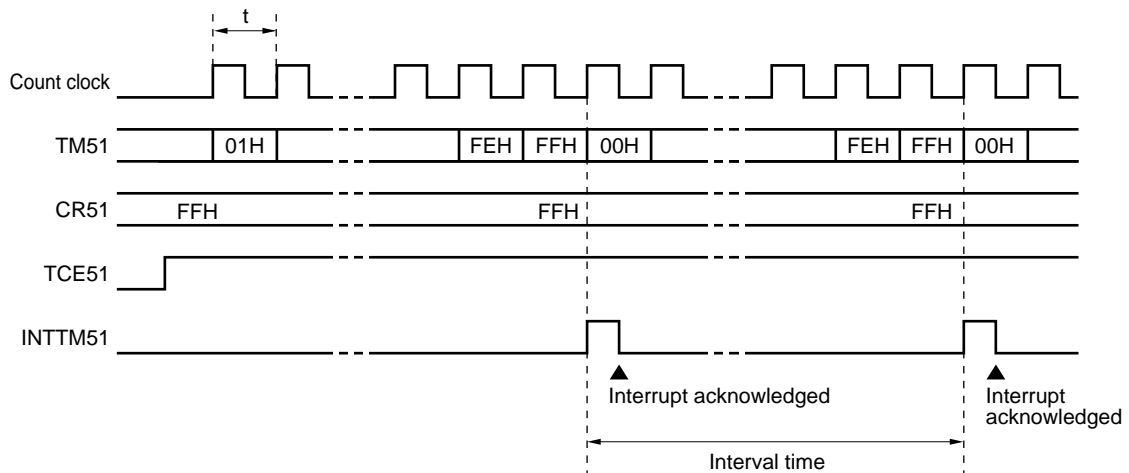 t
Count clock
TM51 01H FEH FFH 00H FEH FFH 00H
CR51 FFH FFH FFH
TCE51
INTTM51
Interrupt acknowledged
Interrupt
acknowledged
Interval time